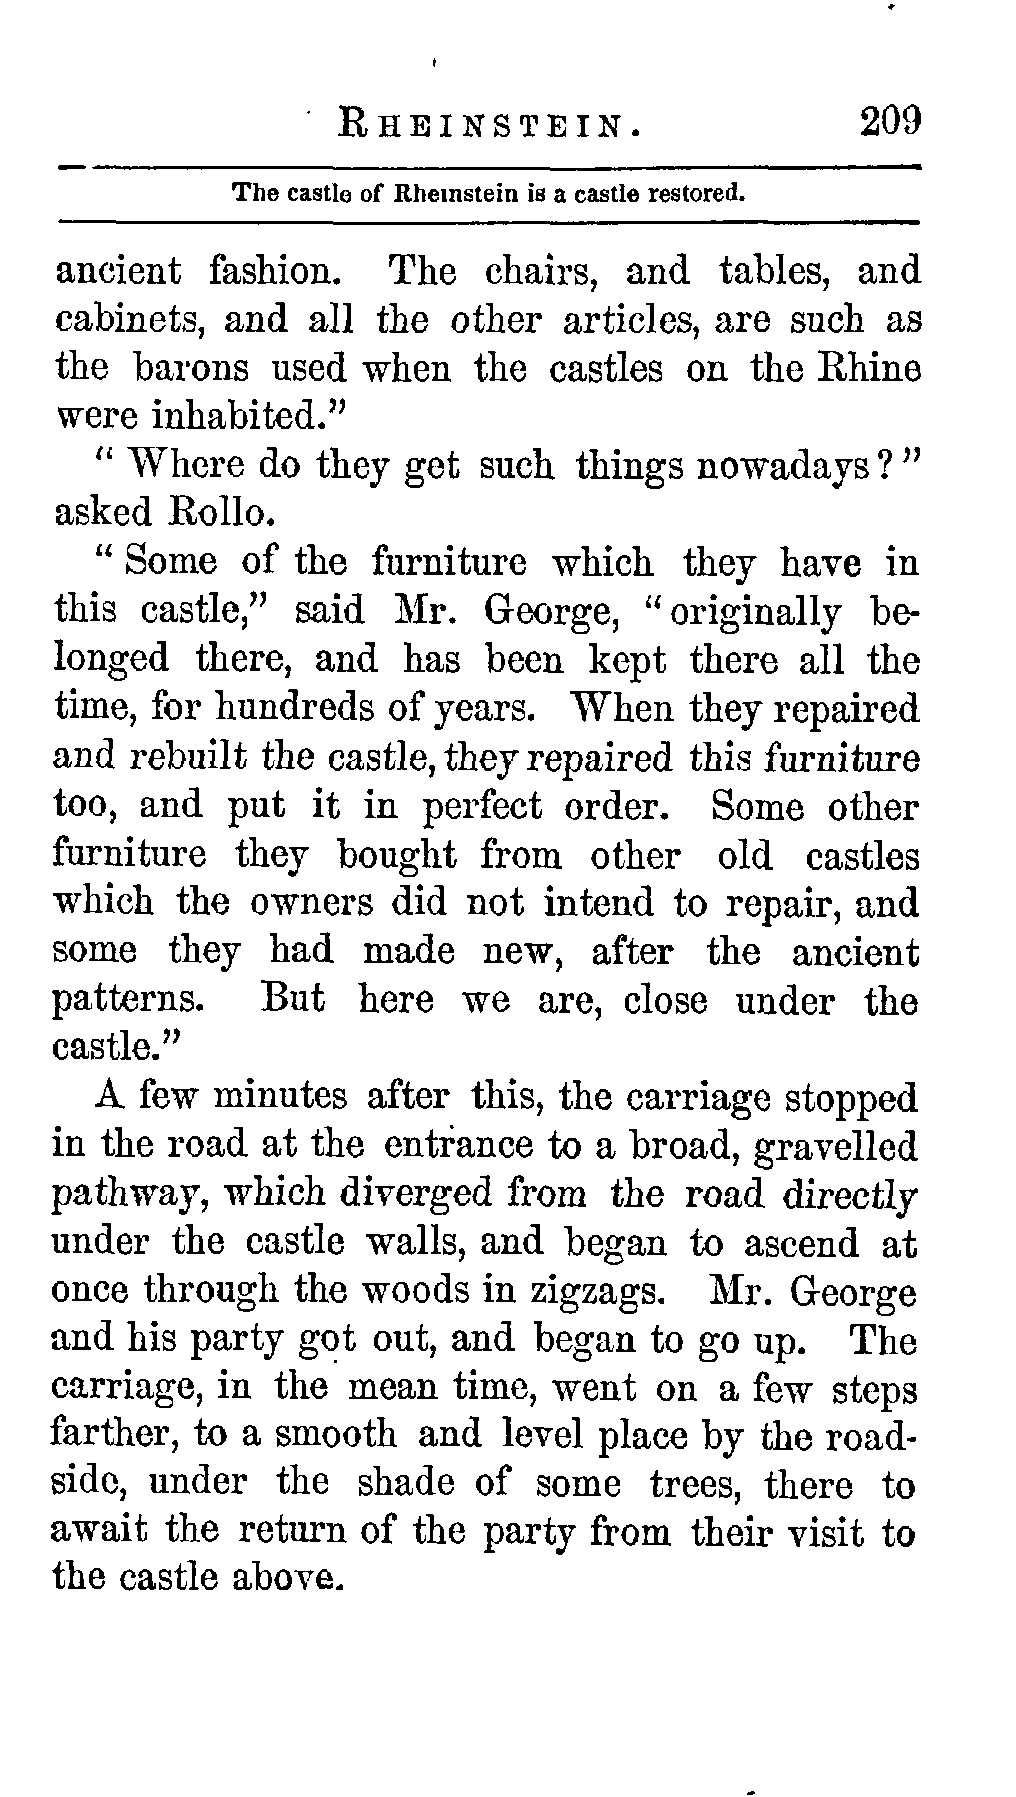 RHEINSTEIN. 209
The castle of Rheinstein is a castle restored.
ancient fashion. The chairs, and tables, and
cabinets, and all the other articles, are such as
the barons used when the castles on the Rhine
were inhabited.”
“ Where do they get such things nowadays ? ”
asked Rollo.
“ Some of the furniture which they have in
this castle,” said Mr. George, “ originally be-
longed there, and has been kept there all the
time, for hundreds of years. When they repaired
and rebuilt the castle, they repaired this furniture
too, and put it in perfect order. Some other
furniture they bought from other old castles
which the owners did not intend to repair, and
some they had made new, after the ancient
patterns. But here we are, close under the
castle.”
A few minutes after this, the carriage stopped
in the road at the entrance to a broad, gravelled
pathway, which diverged from the road directly
under the castle walls, and began to ascend at
once through the woods in zigzags. Mr. George
and his party got out, and began to go up. The
carriage, in the mean time, went on a few steps
farther, to a smooth and level place by the road-
side, under the shade of some trees, there to
await the return of the party from their visit to
the castle above.